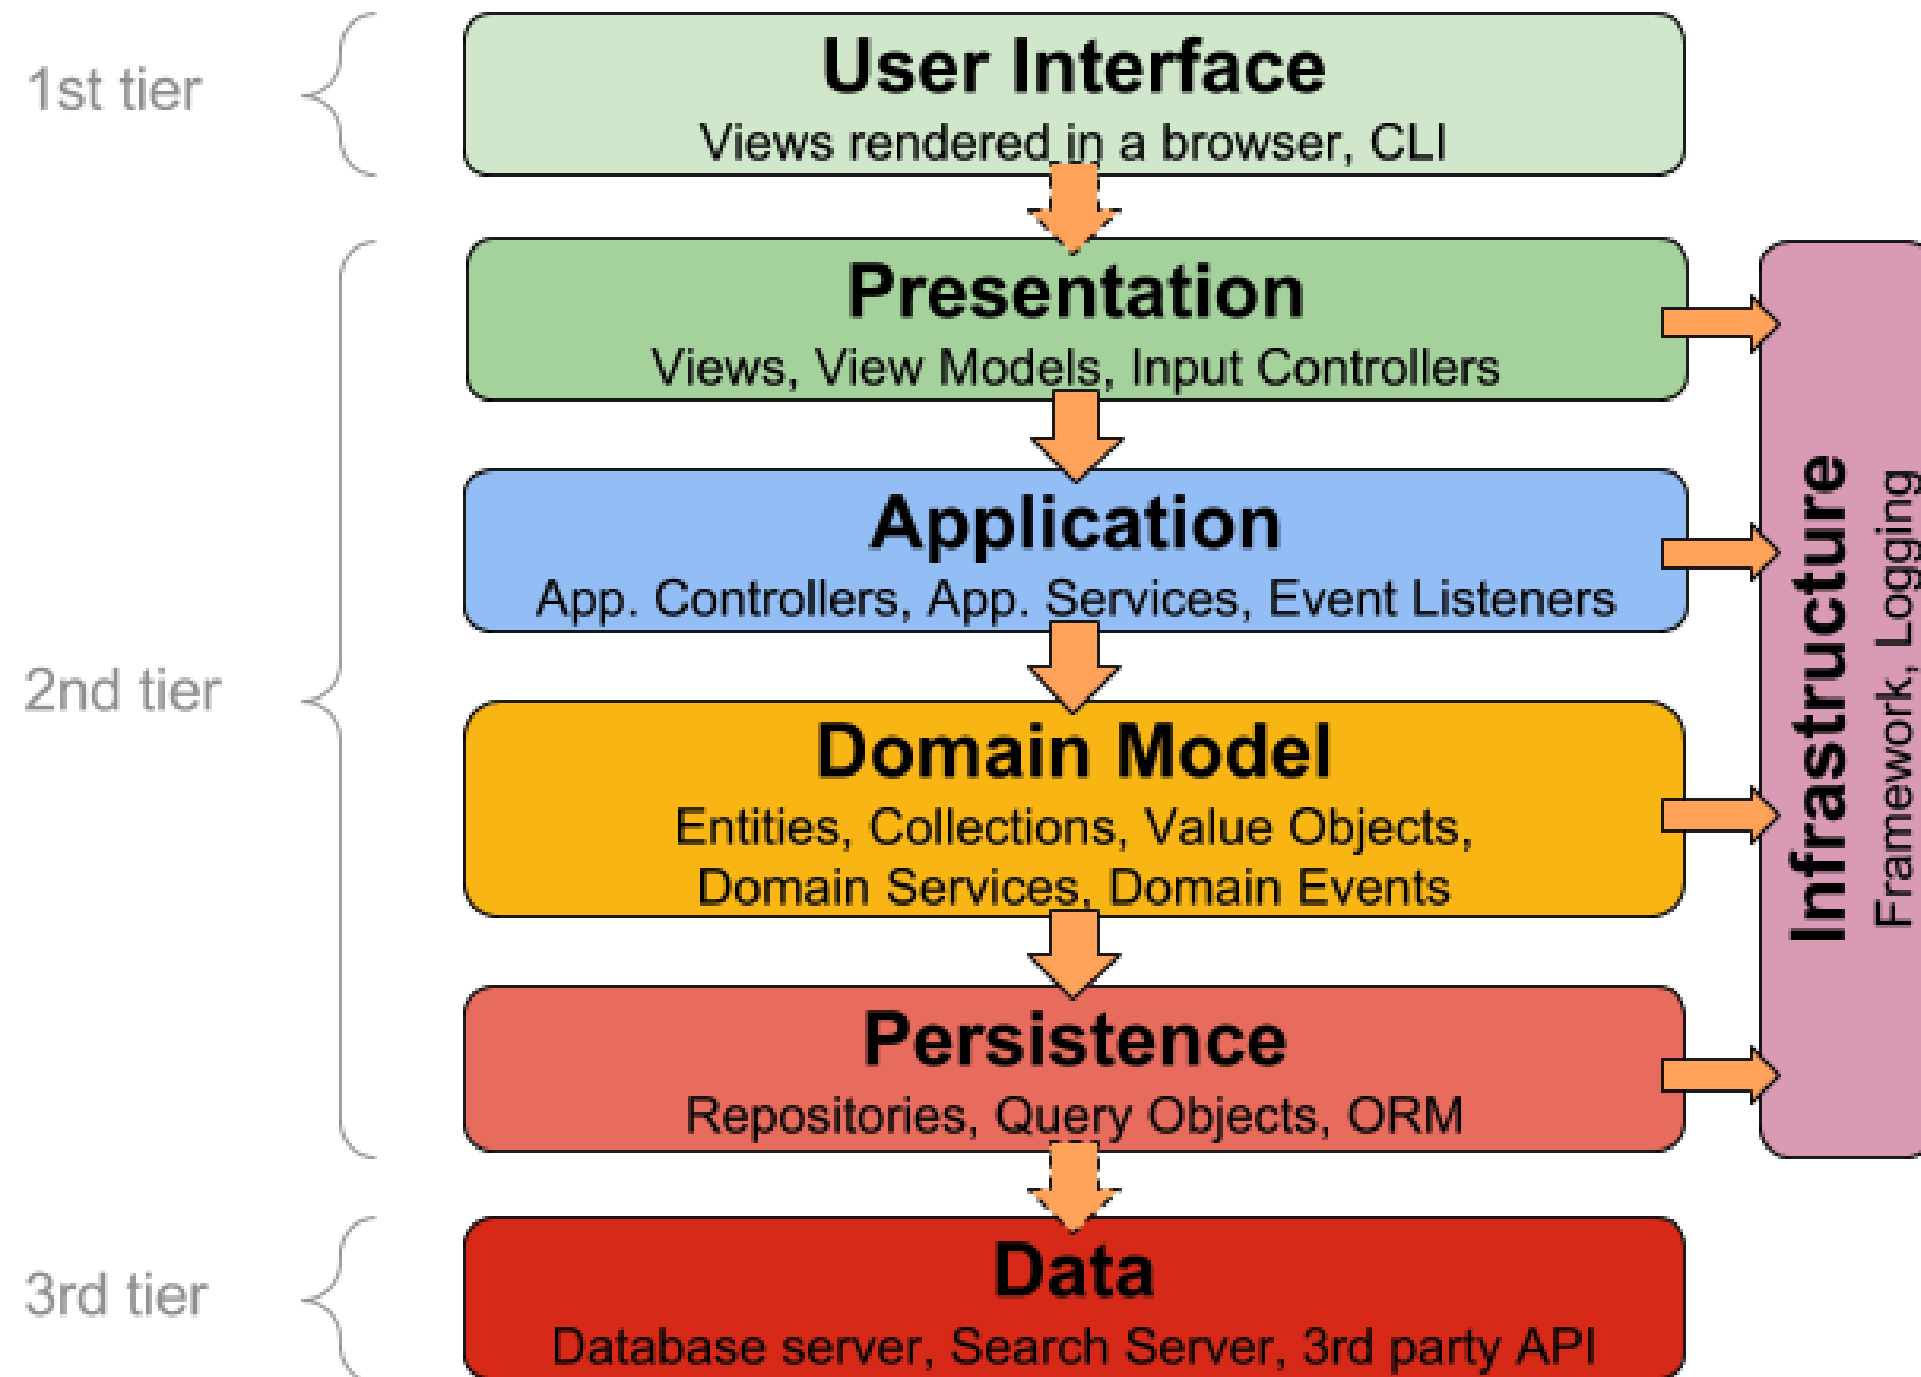 1st tier
User Interface
Views rendered in a browser, CLI
2nd tier
Presentation
Views, View Models, Input Controllers
Application
App. Controllers, App. Services, Event Listeners
Domain Model
Entities, Collections, Value Objects,
Domain Services, Domain Events
Persistence
Repositories, Query Objects, ORM
Infrastructure
Framework, Logging
3rd tier
Data
Database server, Search Server, 3rd party API